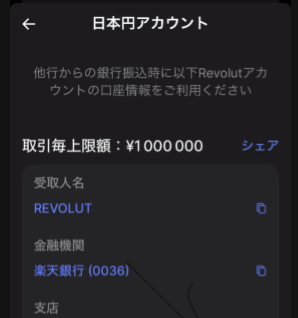 日本円アカウント
他行からの銀行振込時に以下Revolutアカ
ウントの口座情報をご利用ください
取引毎上限額：¥1 000 000
シェア
受取人名
REVOLUT
金融機関
楽天銀行 (0036)
支店